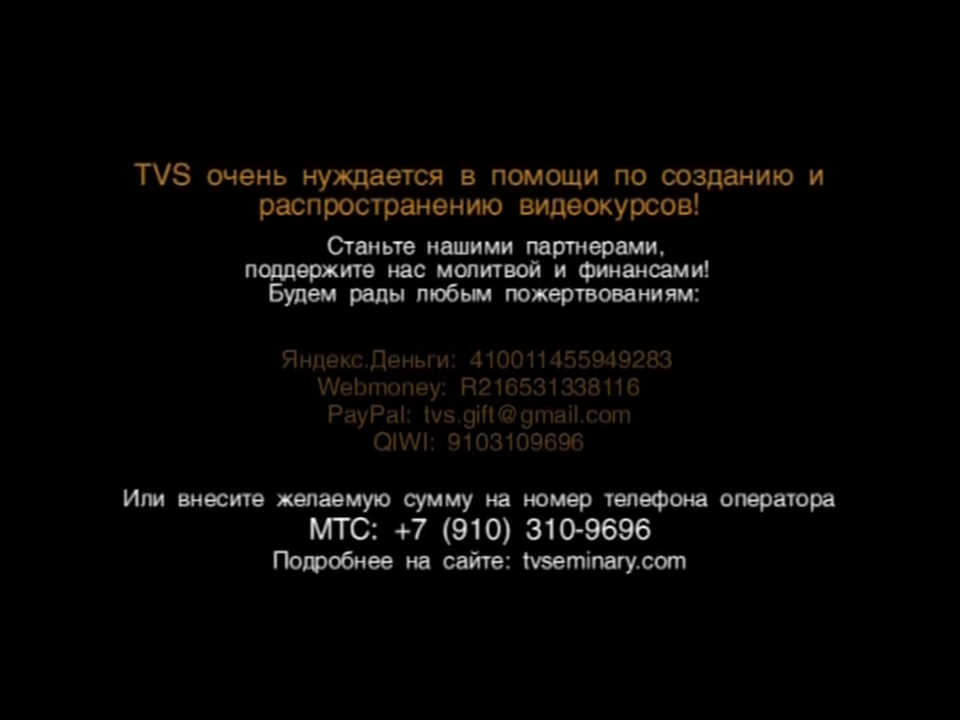 TVS очень нуждается в помощи по созданию и
распространению видеокурсов!
Станьте нашими партнерами,
поддержите нас молитвой и финансами!
Будем рады любым пожертвованиям:
Яндекс.Деньги: 410011455949283
Webmoney: R216531338116
PayPal: tvs.gift@gmail.com
QIWI: 9103109696
Или внесите желаемую сумму на номер телефона оператора
МТС: +7 (910) 310-9696
Подробнее на сайте: tvseminary.com